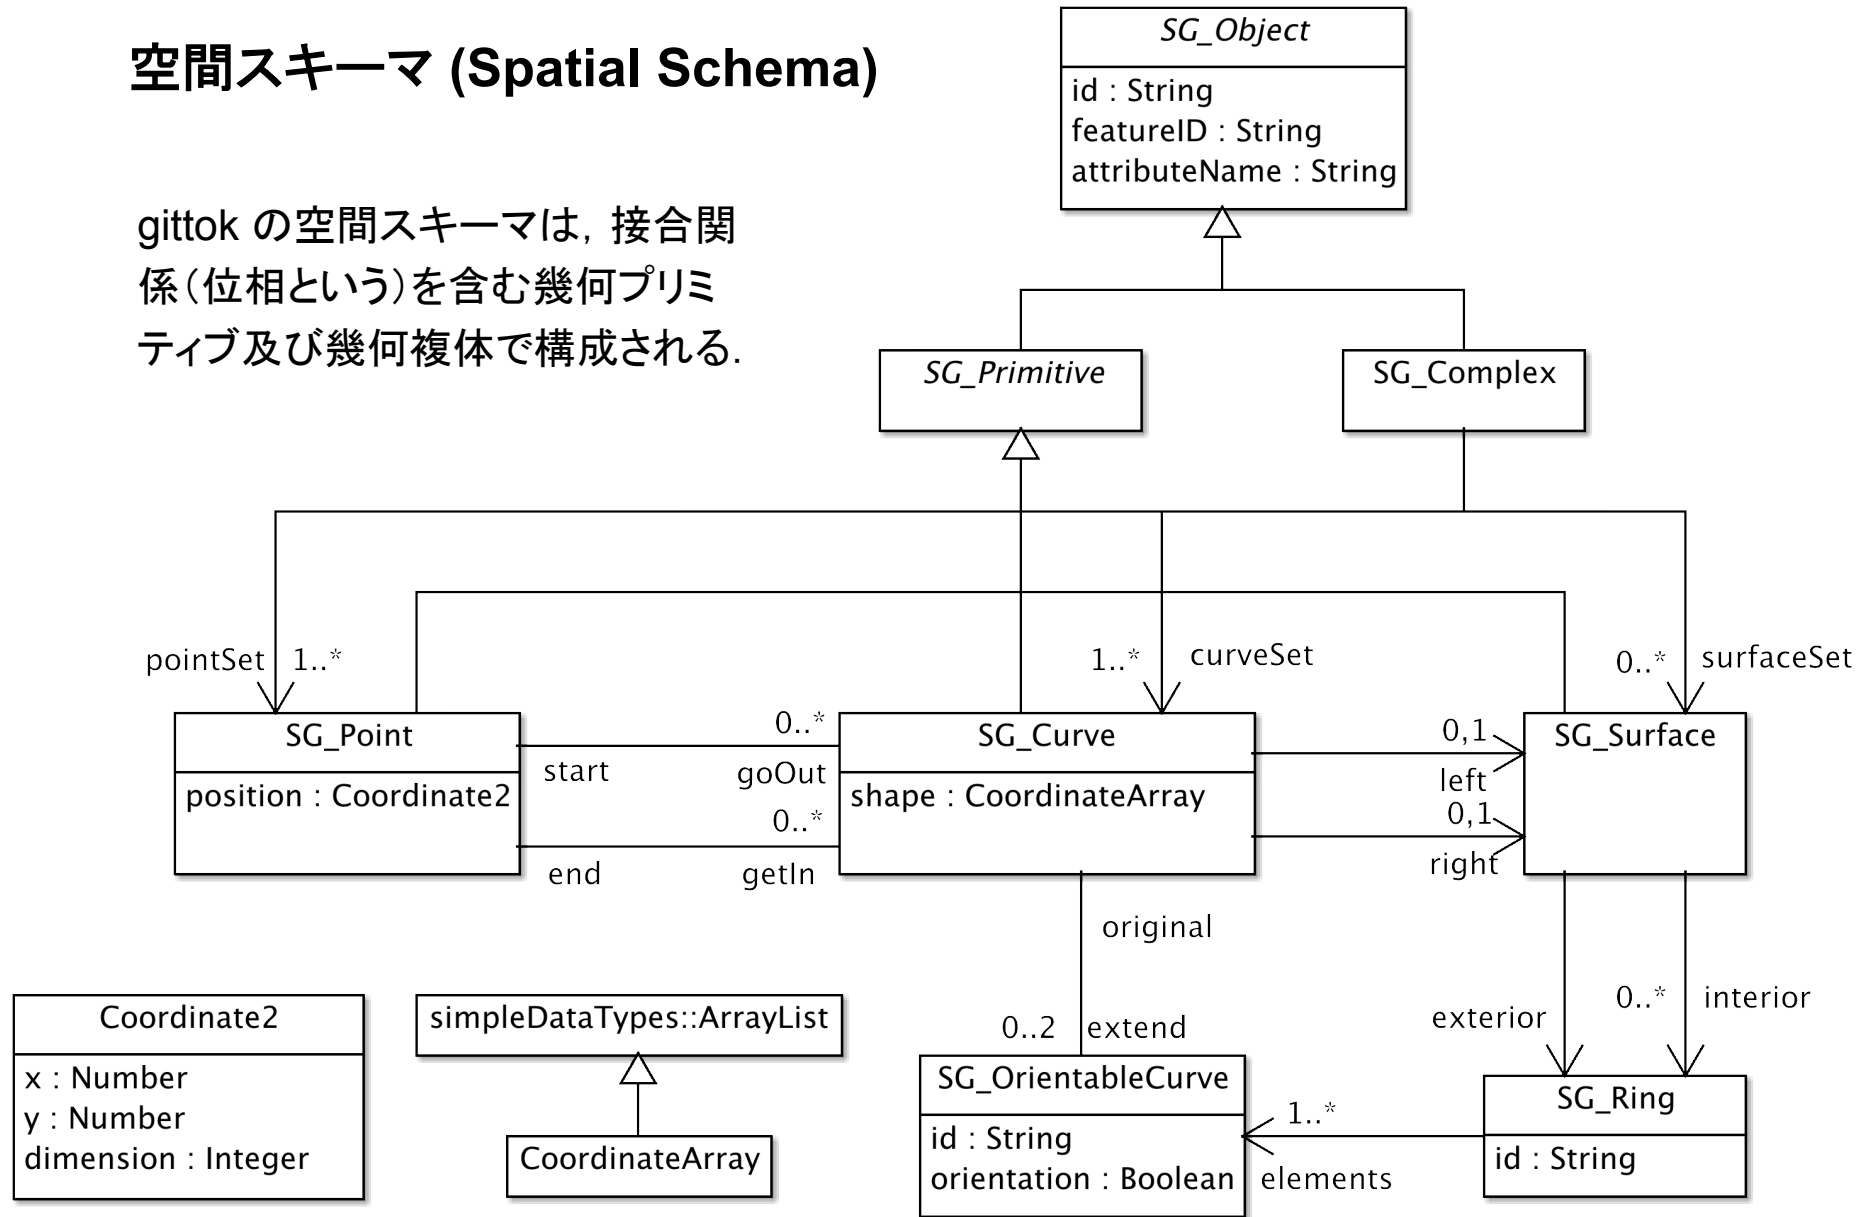 空間スキーマ (Spatial Schema)
gittok の空間スキーマは，接合関
係（位相という）を含む幾何プリミ
ティブ及び幾何複体で構成される．
SG_Object
id : String
featureID : String
attributeName : String
SG_Primitive
SG_Complex
pointSet
1..*
1..*
curveSet
0..*
surfaceSet
SG_Point
position : Coordinate2
start
0..*
goOut
0..*
end
getIn
SG_Curve
shape : CoordinateArray
0,1
left
0,1
right
SG_Surface
original
0..2
extend
exterior
0..*
interior
Coordinate2
x : Number
y : Number
dimension : Integer
simpleDataTypes::ArrayList
CoordinateArray
SG_OrientableCurve
id : String
orientation : Boolean
1..*
elements
SG_Ring
id : String